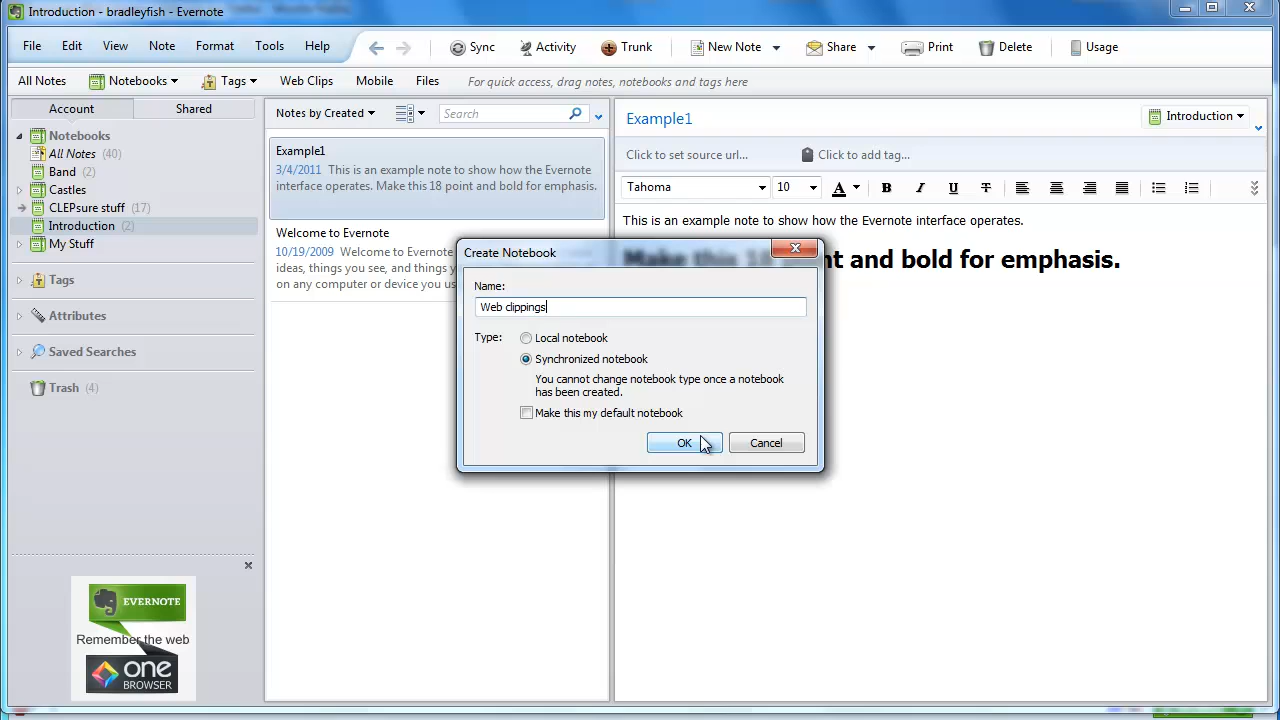 Introduction - bradleyfish - Evernote
File Edit View Note Format Tools Help
Sync Activity Trunk New Note Share Print Delete Usage
All Notes Notebooks Tags Web Clips Mobile Files For quick access, drag notes, notebooks and tags here
Account Shared
Notebooks
All Notes (40)
Band (2)
Castles
CLEPsure stuff (17)
Introduction (2)
My Stuff
Tags
Attributes
Saved Searches
Trash (4)
EVERNOTE
Remember the web
one
BROWSER
Notes by Created Search
Example1
3/4/2011 This is an example note to show how the Evernote
interface operates. Make this 18 point and bold for emphasis.
Welcome to Evernote
10/19/2009 Welcome to Evernote
ideas, things you see, and things y
on any computer or device you us
Example1 Introduction
Click to set source url... Click to add tag...
Tahoma 10 A B I U T
This is an example note to show how the Evernote interface operates.
Make this 18 point and bold for emphasis.
Create Notebook
Name:
Web clippings
Type: Local notebook
Synchronized notebook
You cannot change notebook type once a notebook
has been created.
Make this my default notebook
OK Cancel